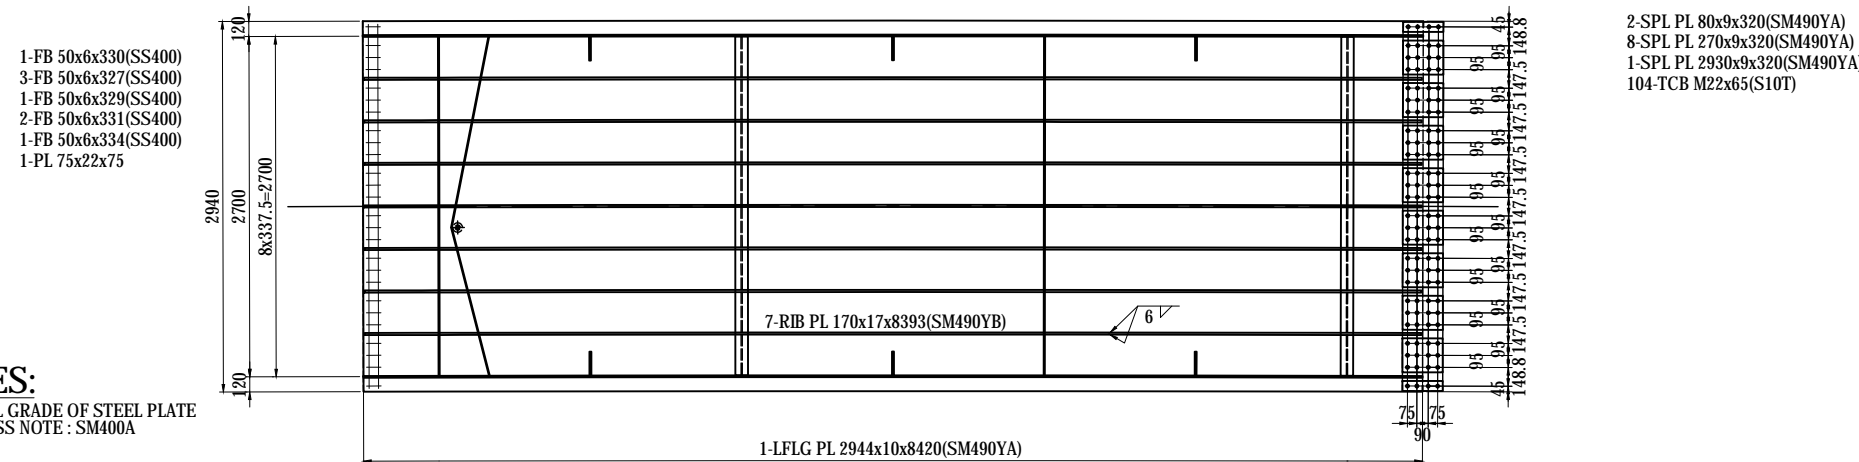 1-FB 50x6x330(SS400)
3-FB 50x6x327(SS400)
1-FB 50x6x329(SS400)
2-FB 50x6x331(SS400)
1-FB 50x6x334(SS400)
1-PL 75x22x75
120
2940
2700
8x337.5=2700
120
7-RIB PL 170x17x8393(SM490YB)
6
1-LFLG PL 2944x10x8420(SM490YA)
2-SPL PL 80x9x320(SM490YA)
8-SPL PL 270x9x320(SM490YA)
1-SPL PL 2930x9x320(SM490YA)
104-TCB M22x65(S10T)
45
148.8
95
95
147.5
95
95
147.5
95
95
147.5
95
95
147.5
95
95
147.5
95
95
147.5
95
95
147.5
95
95
148.8
45
75
75
90
ES:
L GRADE OF STEEL PLATE
SS NOTE : SM400A